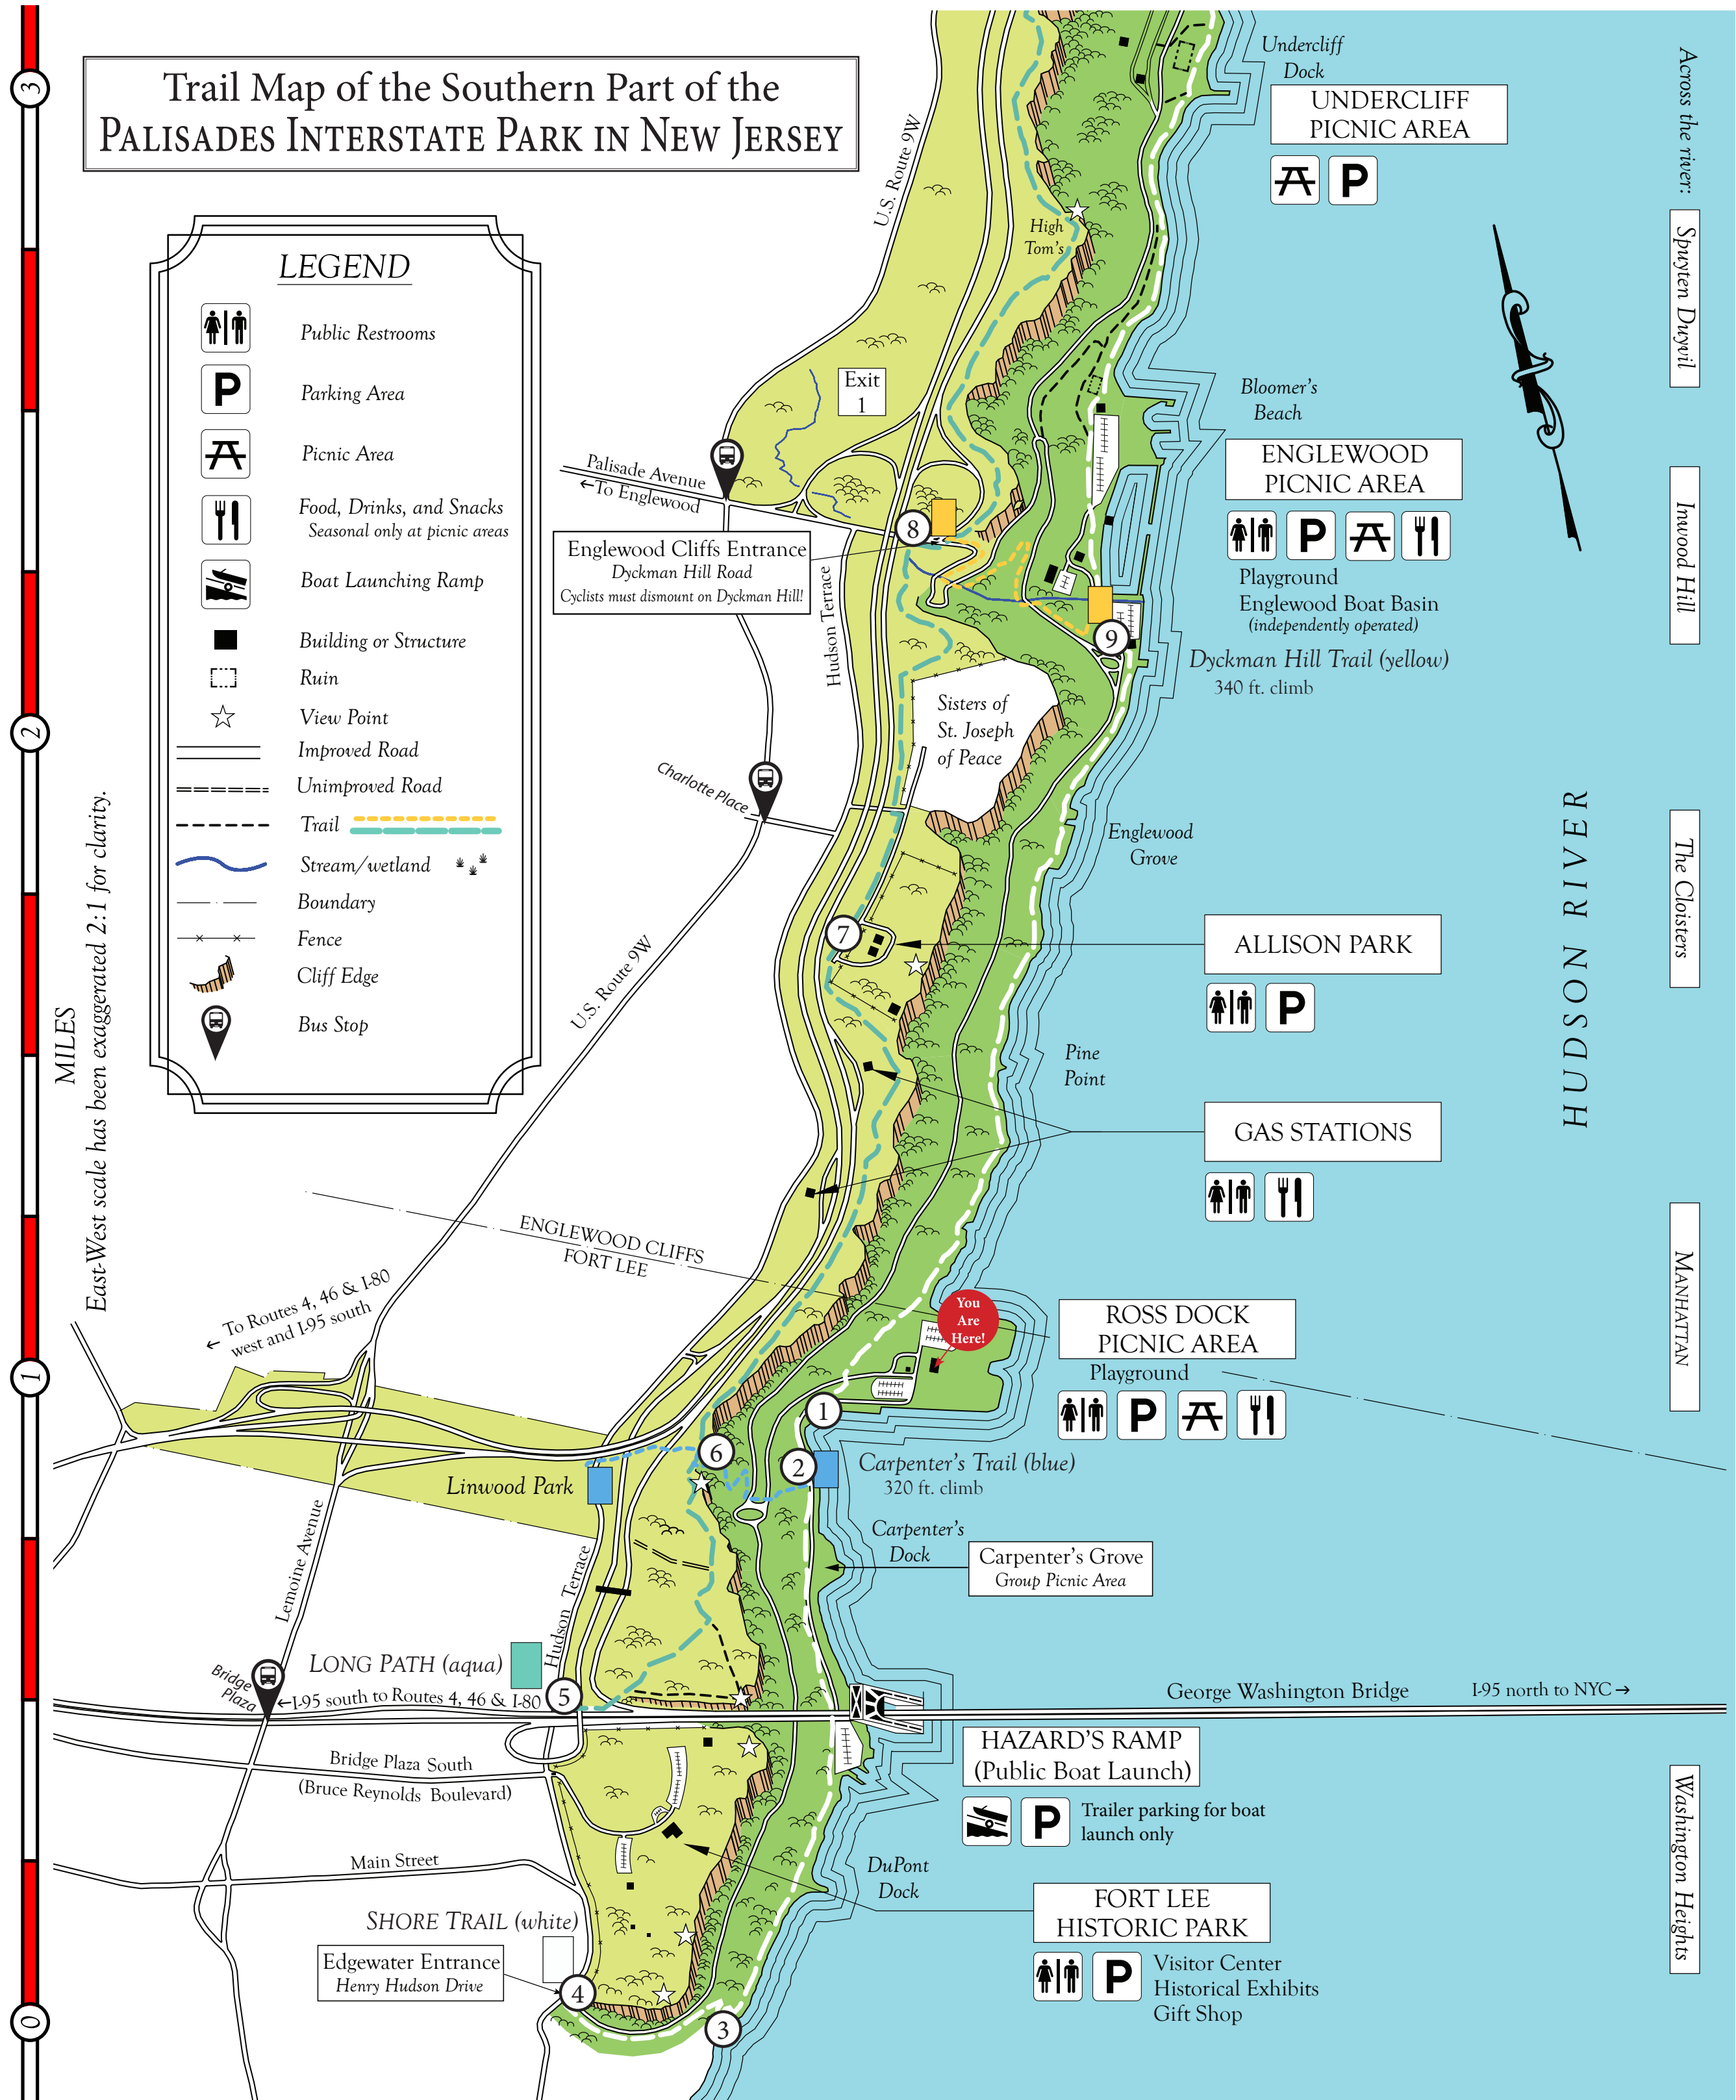 Trail Map of the Southern Part of the
PALISADES INTERSTATE PARK IN NEW JERSEY
LEGEND
Public Restrooms
P
Parking Area
Picnic Area
Food, Drinks, and Snacks
Seasonal only at picnic areas
Boat Launching Ramp
Building or Structure
Ruin
View Point
Improved Road
Unimproved Road
Trail
Stream/wetland
Boundary
Fence
Cliff Edge
Bus Stop
3
2
1
0
MILES
East-West scale has been exaggerated 2:1 for clarity.
U.S. Route 9W
High
Tom's
Undercliff
Dock
UNDERCLIFF
PICNIC AREA
P
Across the river:
Spuyten Duyvil
Inwood Hill
The Cloisters
MANHATTAN
Washington Heights
HUDSON RIVER
Exit
1
Palisade Avenue
←To Englewood
Bloomer's
Beach
ENGLEWOOD
PICNIC AREA
P
Playground
Englewood Boat Basin
(independently operated)
8
Englewood Cliffs Entrance
Dyckman Hill Road
Cyclists must dismount on Dyckman Hill!
Hudson Terrace
9
Dyckman Hill Trail (yellow)
340 ft. climb
Sisters of
St. Joseph
of Peace
Charlotte Place
Englewood
Grove
U.S. Route 9W
7
ALLISON PARK
P
Pine
Point
GAS STATIONS
ENGLEWOOD CLIFFS
FORT LEE
← To Routes 4, 46 & I-80
west and I-95 south
You
Are
Here!
ROSS DOCK
PICNIC AREA
Playground
P
1
6
2
Carpenter's Trail (blue)
320 ft. climb
Linwood Park
Carpenter's
Dock
Carpenter's Grove
Group Picnic Area
Lemoine Avenue
Hudson Terrace
LONG PATH (aqua)
Bridge
Plaza
←I-95 south to Routes 4, 46 & I-80
5
George Washington Bridge
I-95 north to NYC→
HAZARD'S RAMP
(Public Boat Launch)
P
Trailer parking for boat
launch only
Bridge Plaza South
(Bruce Reynolds Boulevard)
Main Street
DuPont
Dock
FORT LEE
HISTORIC PARK
P
Visitor Center
Historical Exhibits
Gift Shop
SHORE TRAIL (white)
Edgewater Entrance
Henry Hudson Drive
4
3